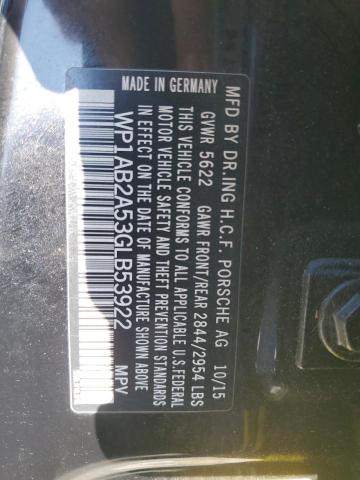 MFD BY DR.ING H.C.F. PORSCHE AG 10/15
GVWR 5622 GAWR FRONT/REAR 2844/2954 LBS
THIS VEHICLE CONFORMS TO ALL APPLICABLE U.S. FEDERAL
MOTOR VEHICLE SAFETY AND THEFT PREVENTION STANDARDS
IN EFFECT ON THE DATE OF MANUFACTURE SHOWN ABOVE
WP1AB2A53GLB53922 MPV
MADE IN GERMANY